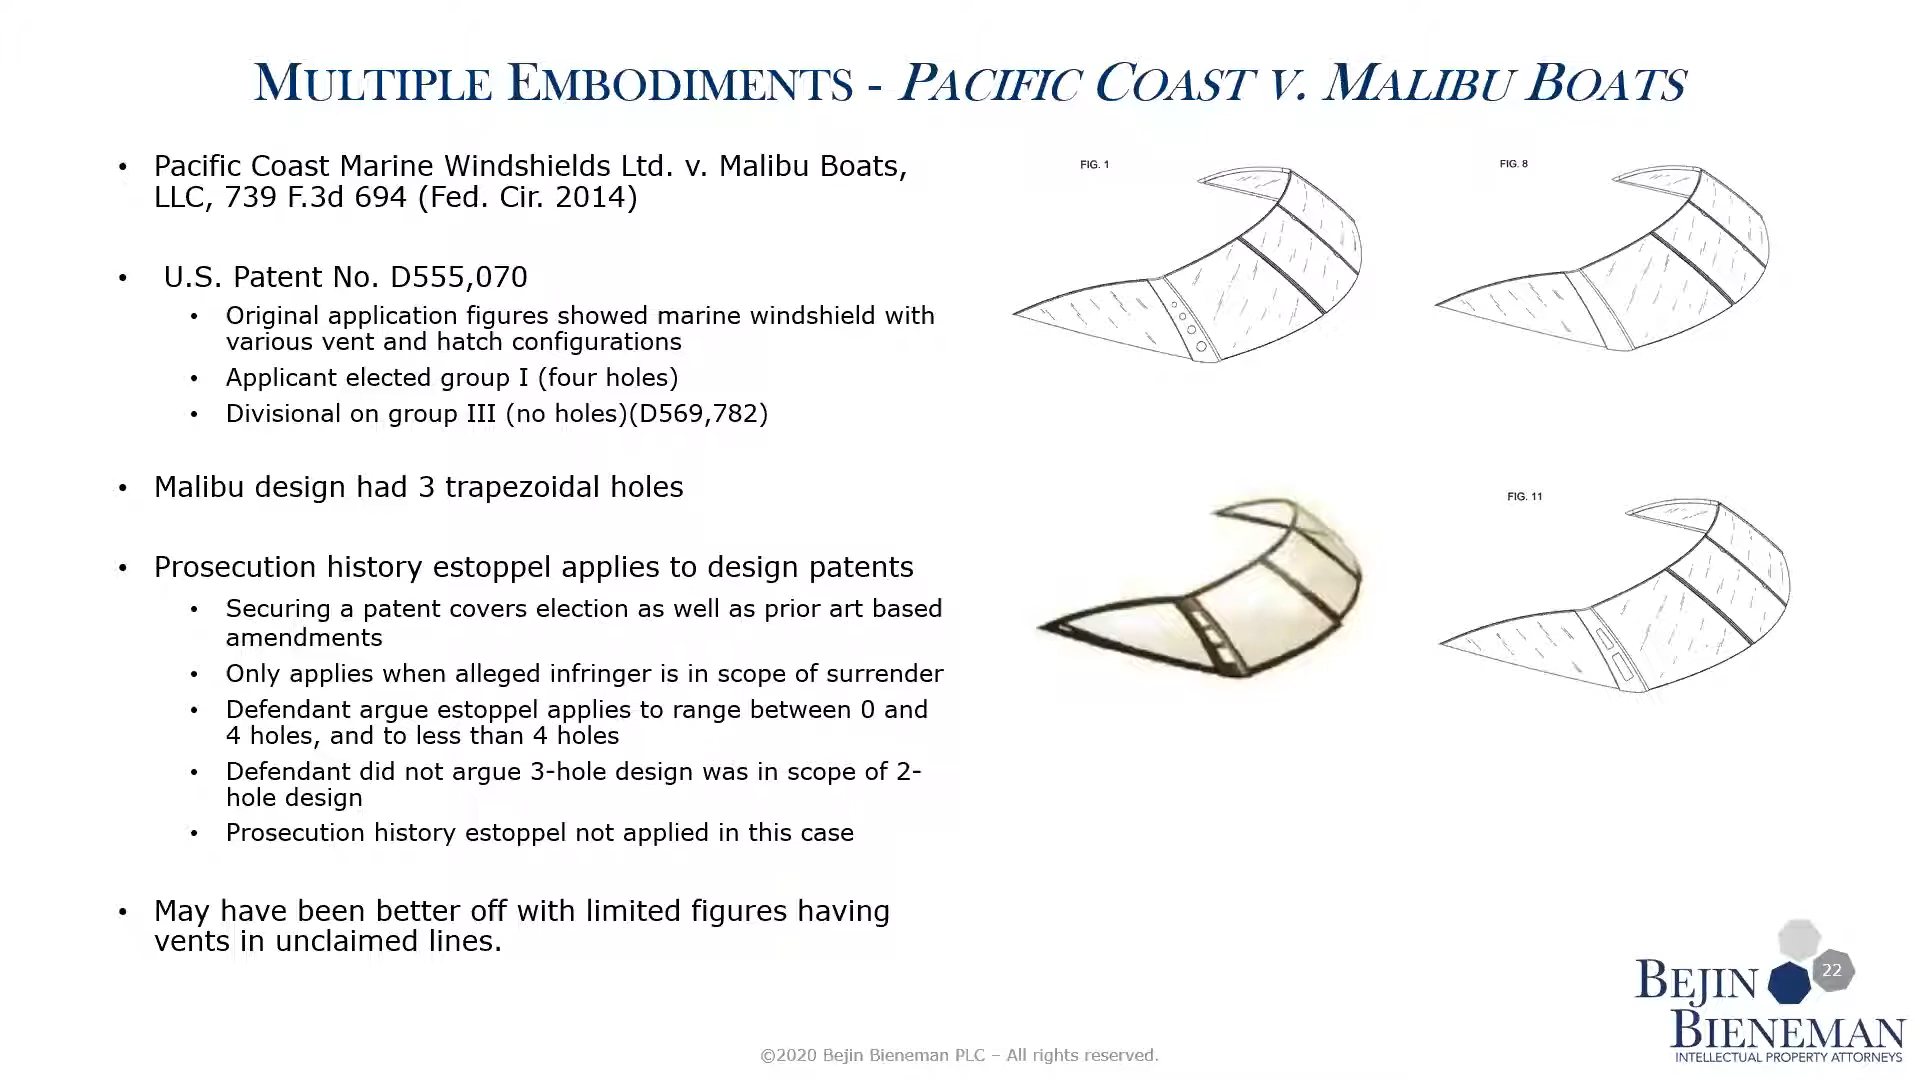 MULTIPLE EMBODIMENTS - PACIFIC COAST V. MALIBU BOATS
• Pacific Coast Marine Windshields Ltd. v. Malibu Boats,
LLC, 739 F.3d 694 (Fed. Cir. 2014)
• U.S. Patent No. D555,070
• Original application figures showed marine windshield with
various vent and hatch configurations
• Applicant elected group I (four holes)
• Divisional on group III (no holes)(D569,782)
• Malibu design had 3 trapezoidal holes
• Prosecution history estoppel applies to design patents
• Securing a patent covers election as well as prior art based
amendments
• Only applies when alleged infringer is in scope of surrender
• Defendant argue estoppel applies to range between 0 and
4 holes, and to less than 4 holes
• Defendant did not argue 3-hole design was in scope of 2-
hole design
• Prosecution history estoppel not applied in this case
• May have been better off with limited figures having
vents in unclaimed lines.
FIG. 1
FIG. 8
FIG. 11
22
BEJIN
BIENEMAN
INTELLECTUAL PROPERTY ATTORNEYS
©2020 Bejin Bieneman PLC – All rights reserved.